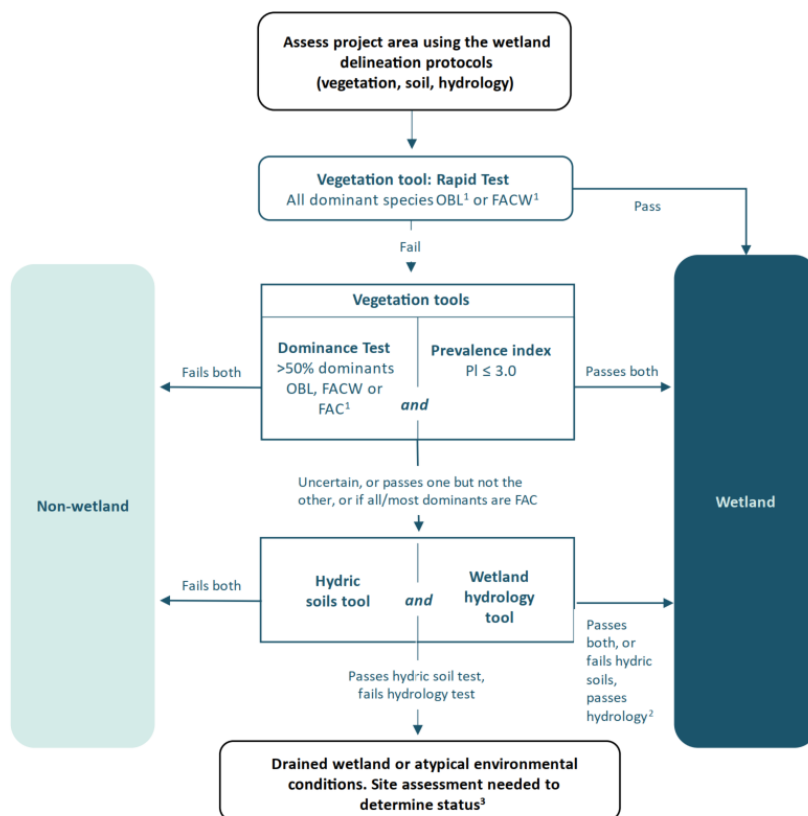 Assess project area using the wetland
delineation protocols
(vegetation, soil, hydrology)
Vegetation tool: Rapid Test
All dominant species OBL¹ or FACW¹
Pass
Fail
Vegetation tools
Dominance Test
>50% dominants
OBL, FACW or
FAC¹
and
Prevalence index
PI ≤ 3.0
Fails both
Passes both
Non-wetland
Wetland
Uncertain, or passes one but not the
other, or if all/most dominants are FAC
Fails both
Hydric
soils tool
and
Wetland
hydrology
tool
Passes
both, or
fails hydric
soils,
passes
hydrology²
Passes hydric soil test,
fails hydrology test
Drained wetland or atypical environmental
conditions. Site assessment needed to
determine status³